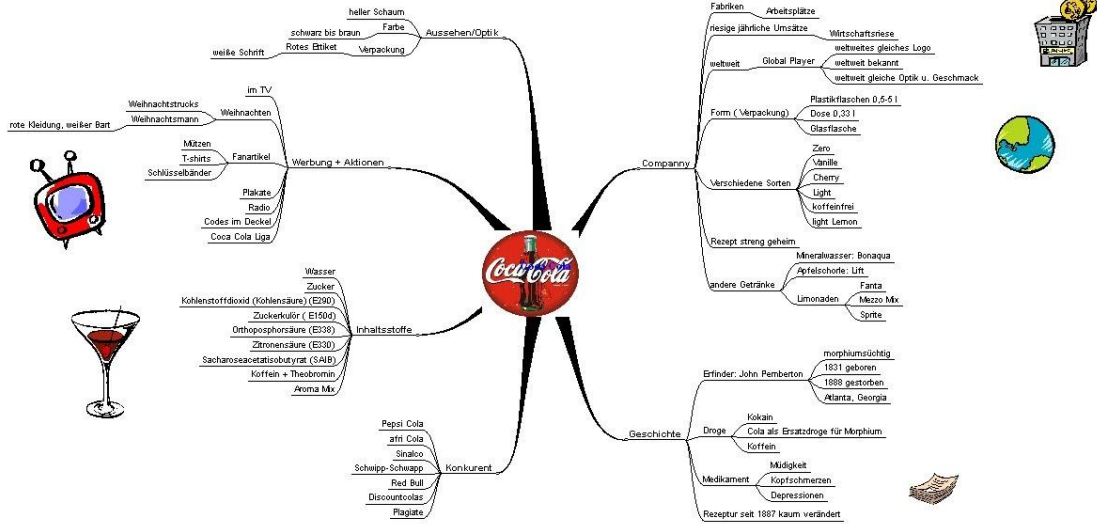 heller Schaum
schwarz bis braun
Farbe
weiße Schrift
Rotes Ettiket
Verpackung
Aussehen/Optik
im TV
Weihnachtstrucks
rote Kleidung, weißer Bart
Weihnachtsmann
Weihnachten
Mützen
T-shirts
Schlüsselbänder
Fanartikel
Plakate
Radio
Codes im Deckel
Coca Cola Liga
Werbung + Aktionen
Wasser
Zucker
Kohlenstoffdioxid (Kohlensäure) (E290)
Zuckerkulör ( E150d)
Orthoposphorsäure (E338)
Zitronensäure (E330)
Sacharoseacetatisobutyrat (SAIB)
Koffein + Theobromin
Aroma Mix
Inhaltsstoffe
Pepsi Cola
afri Cola
Sinalco
Schwipp-Schwapp
Red Bull
Discountcolas
Plagiate
Konkurent
Coca-Cola
Coca Cola
Companny
Fabriken
Arbeitsplätze
riesige jährliche Umsätze
Wirtschaftsriese
weltweit
Global Player
weltweites gleiches Logo
weltweit bekannt
weltweit gleiche Optik u. Geschmack
Form ( Verpackung)
Plastikflaschen 0,5-5 l
Dose 0,33 l
Glasflasche
Verschiedene Sorten
Zero
Vanille
Cherry
Light
koffeinfrei
light Lemon
Rezept streng geheim
andere Getränke
Mineralwasser: Bonaqua
Apfelschorle: Lift
Limonaden
Fanta
Mezzo Mix
Sprite
Geschichte
Erfinder: John Pemberton
morphiumsüchtig
1831 geboren
1888 gestorben
Atlanta, Georgia
Droge
Kokain
Cola als Ersatzdroge für Morphium
Koffein
Medikament
Müdigkeit
Kopfschmerzen
Depressionen
Rezeptur seit 1887 kaum verändert